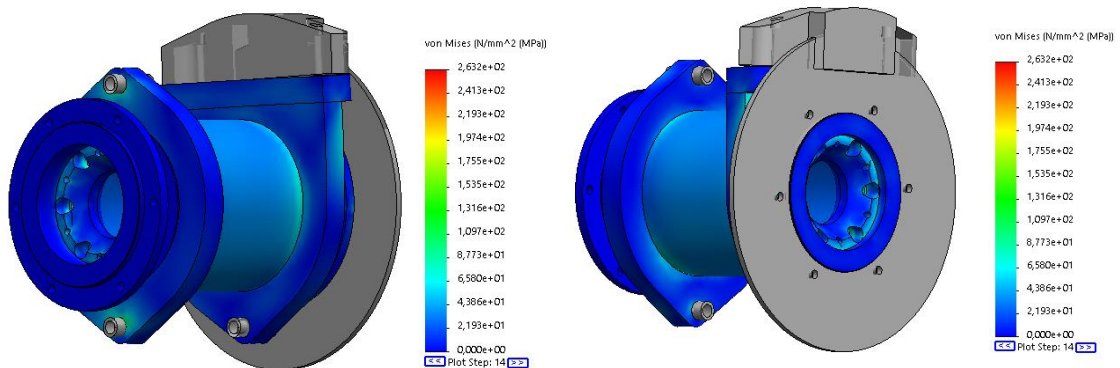 von Mises (N/mm^2 (MPa))
2,632e+02
2,413e+02
2,193e+02
1,974e+02
1,755e+02
1,535e+02
1,316e+02
1,097e+02
8,773e+01
6,580e+01
4,386e+01
2,193e+01
0,000e+00
<< Plot Step: 14 >>
von Mises (N/mm^2 (MPa))
2,632e+02
2,413e+02
2,193e+02
1,974e+02
1,755e+02
1,535e+02
1,316e+02
1,097e+02
8,773e+01
6,580e+01
4,386e+01
2,193e+01
0,000e+00
<< Plot Step: 14 >>